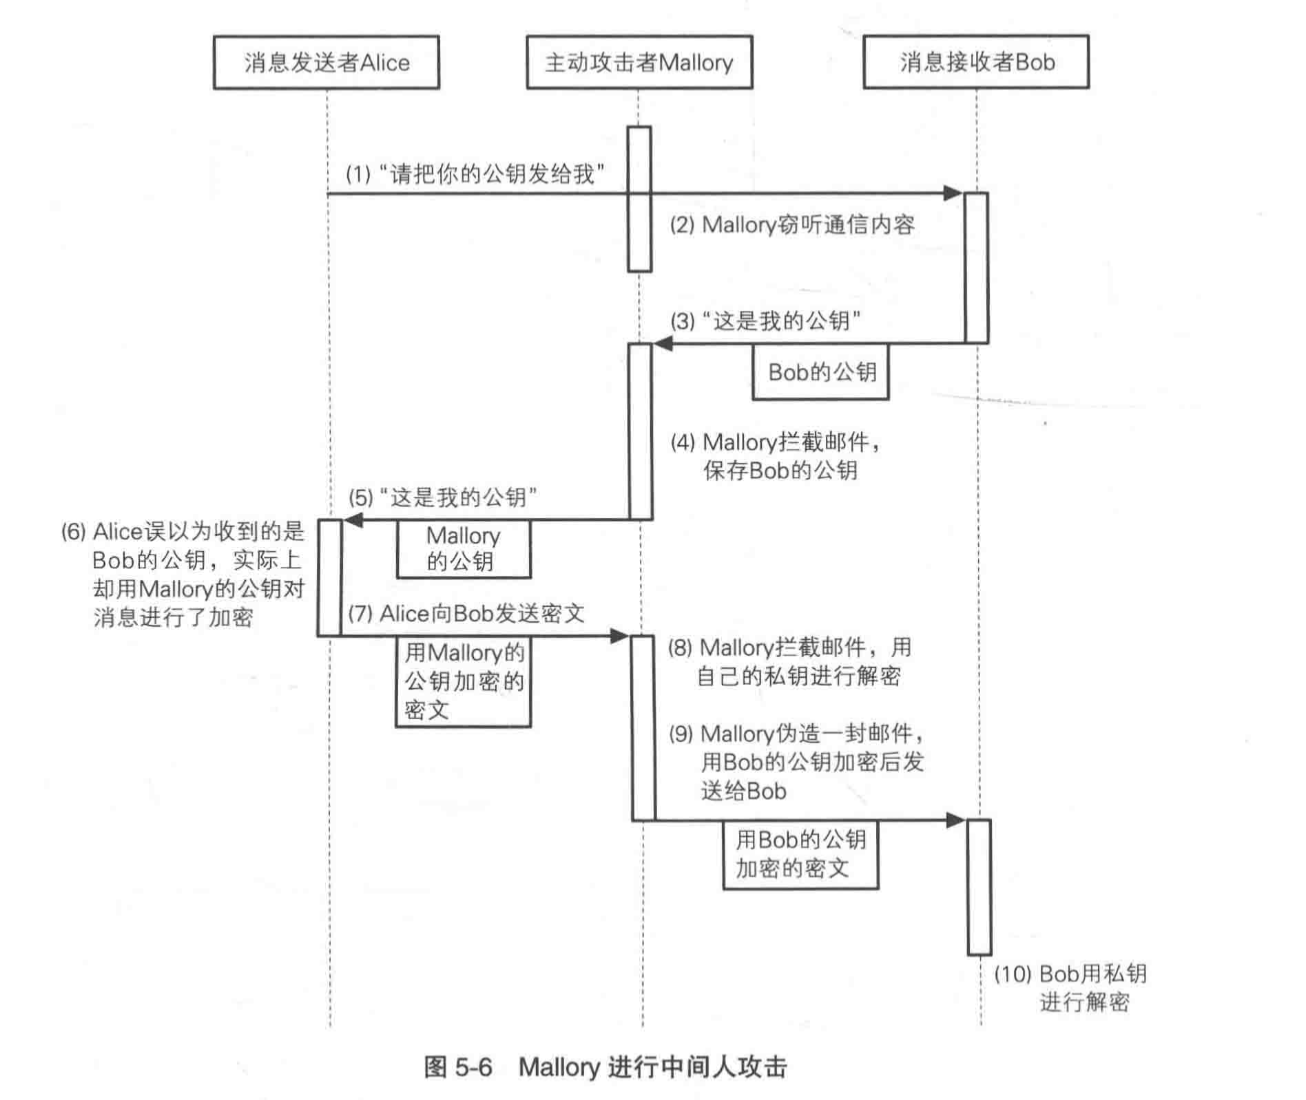 消息发送者Alice
主动攻击者Mallory
消息接收者Bob
(1) “请把你的公钥发给我”
(2) Mallory窃听通信内容
(3) “这是我的公钥”
Bob的公钥
(4) Mallory拦截邮件，
保存Bob的公钥
(5) “这是我的公钥”
Mallory
的公钥
(6) Alice误以为收到的是
Bob的公钥，实际上
却用Mallory的公钥对
消息进行了加密
(7) Alice向Bob发送密文
用Mallory的
公钥加密的
密文
(8) Mallory拦截邮件，用
自己的私钥进行解密
(9) Mallory伪造一封邮件，
用Bob的公钥加密后发
送给Bob
用Bob的公钥
加密的密文
(10) Bob用私钥
进行解密
图 5-6 Mallory 进行中间人攻击